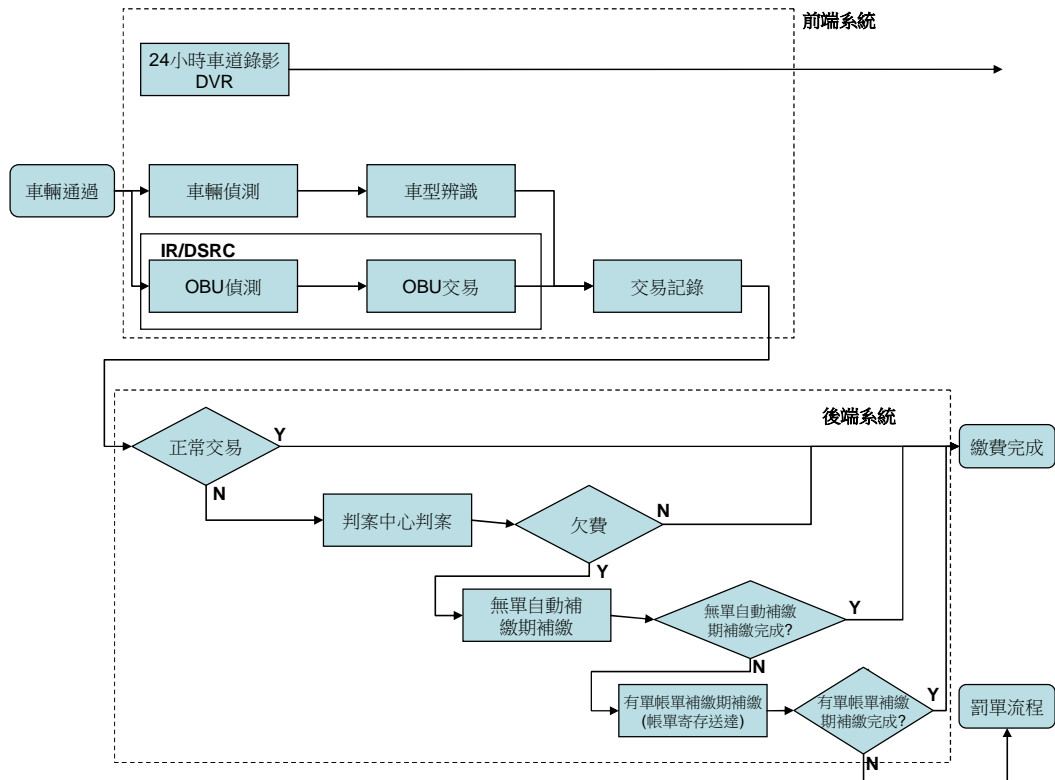 前端系統
24小時車道錄影
DVR
車輛通過
車輛偵測
車型辨識
IR/DSRC
OBU偵測
OBU交易
交易記錄
後端系統
正常交易
Y
繳費完成
N
判案中心判案
欠費
N
Y
無單自動補
繳期補繳
無單自動補繳
期補繳完成?
Y
N
有單帳單補繳期補繳
(帳單寄存送達)
有單帳單補繳
期補繳完成?
Y
罰單流程
N